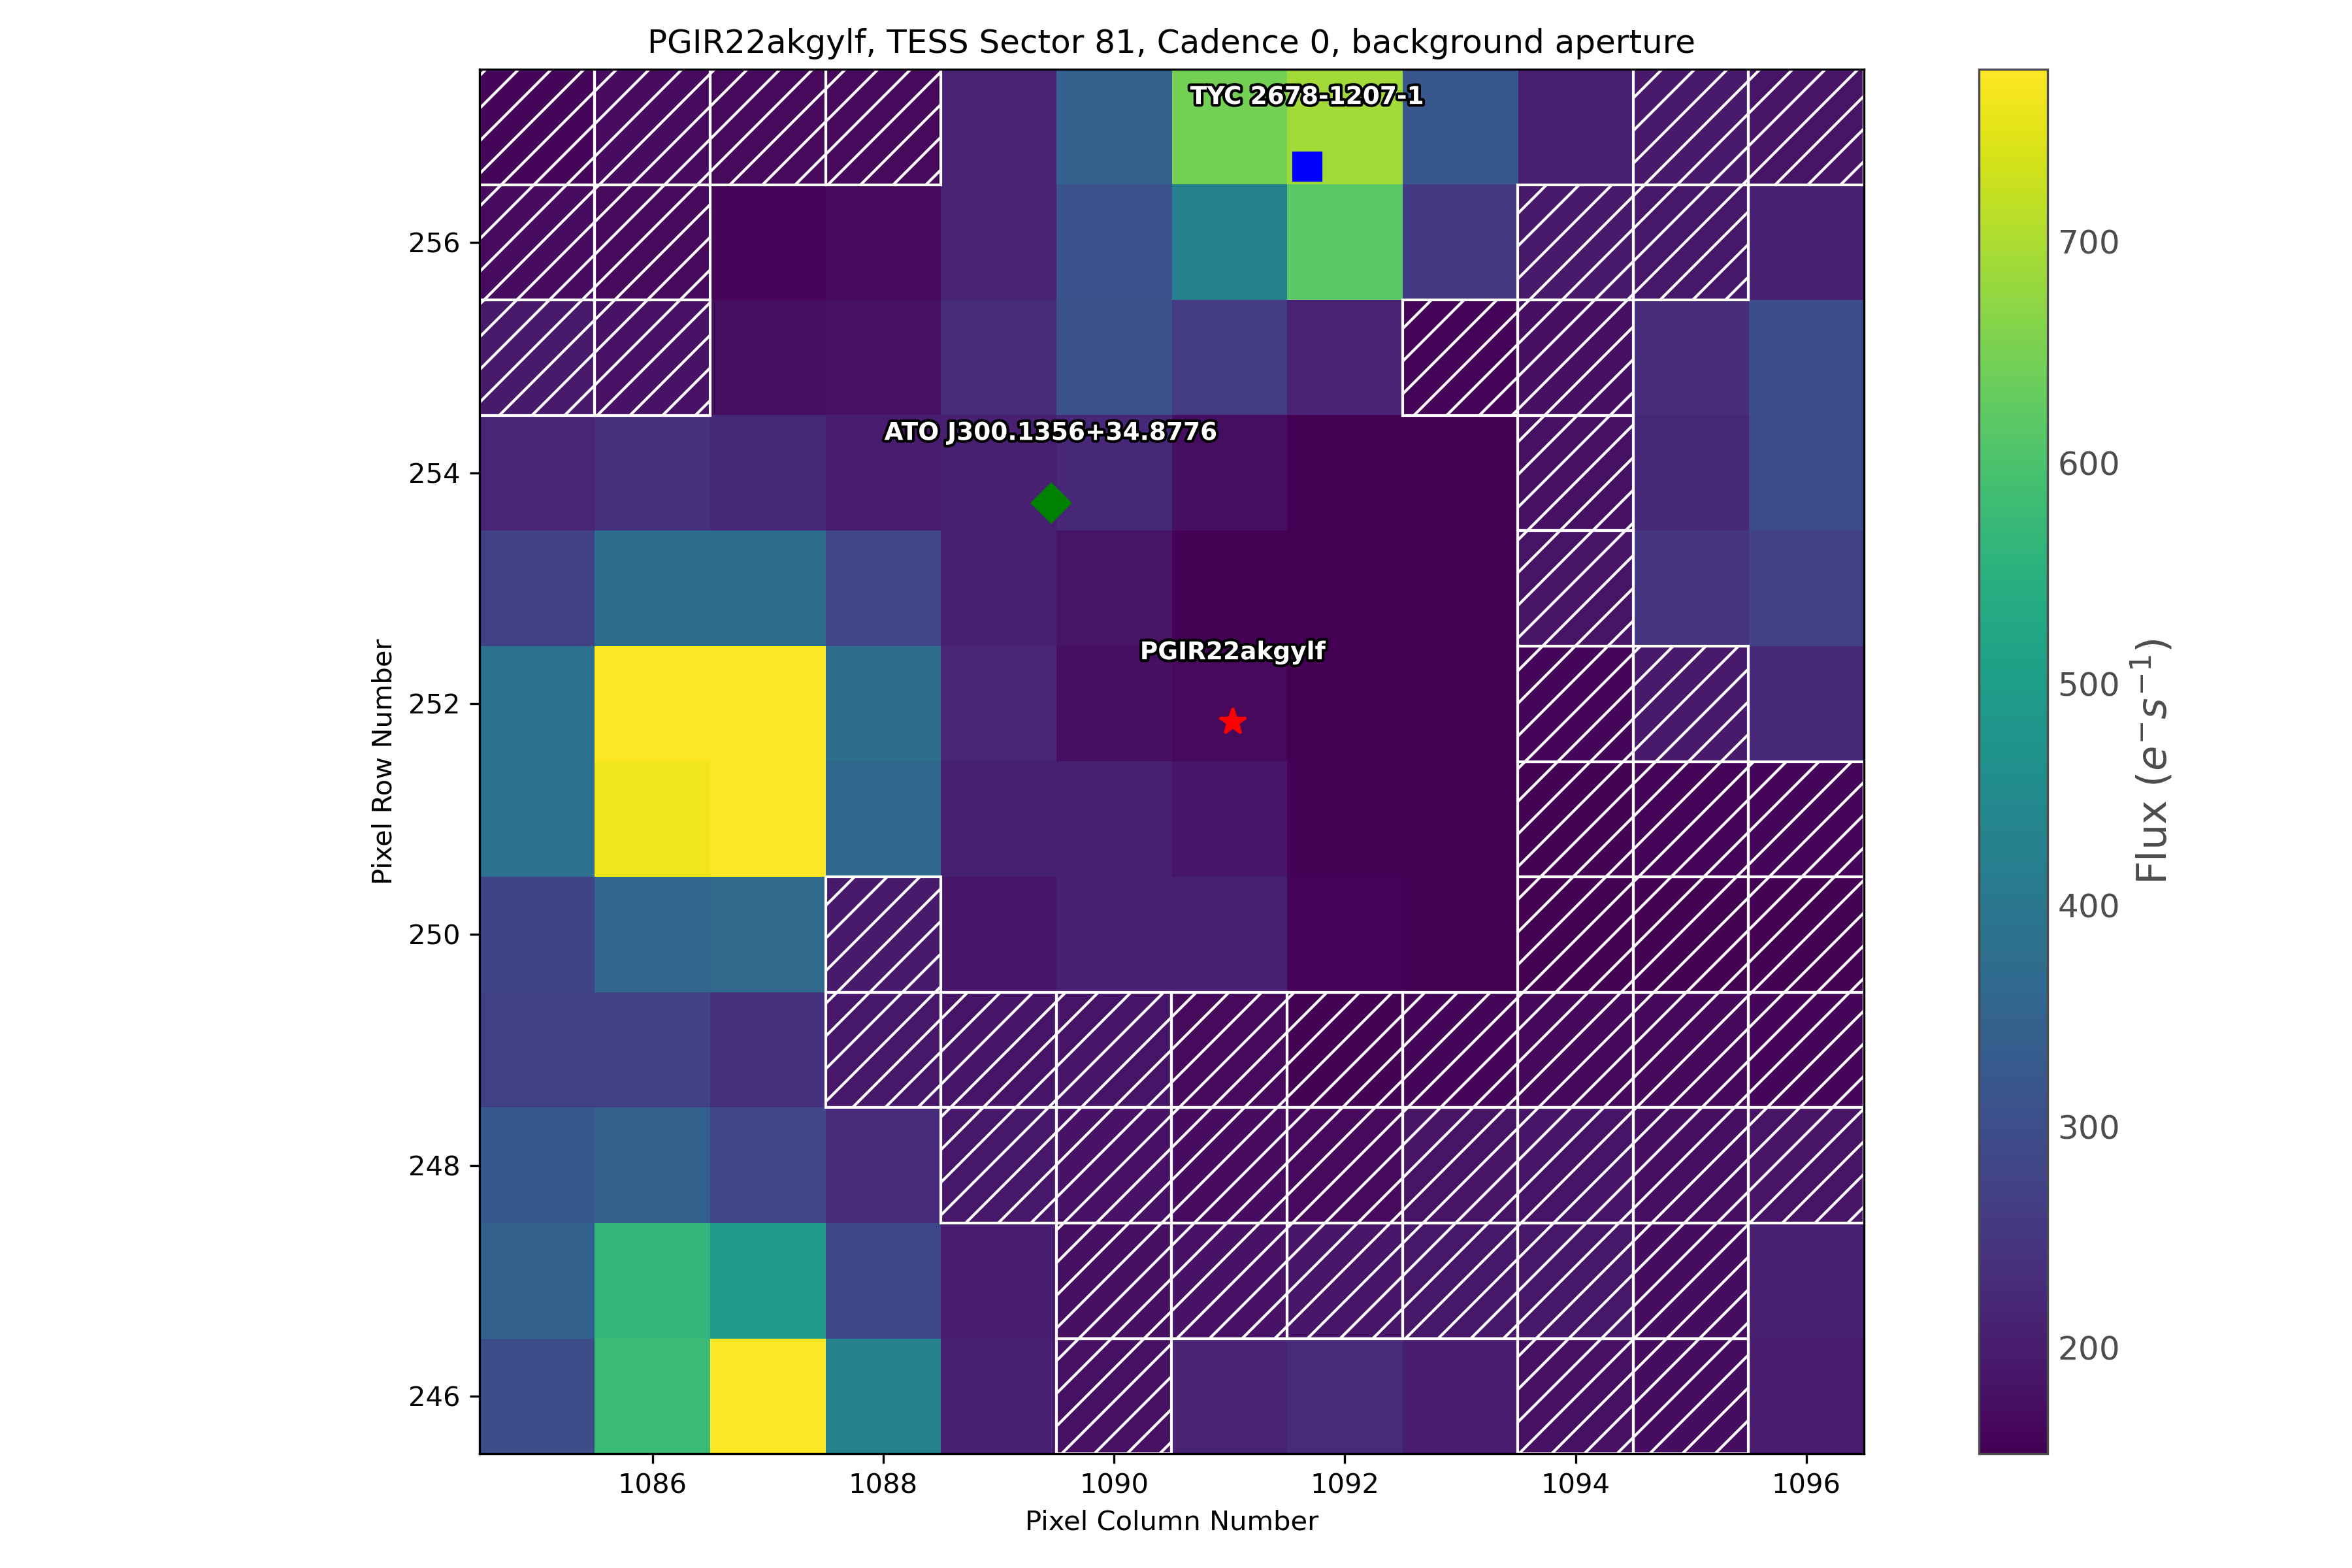 PGIR22akgylf, TESS Sector 81, Cadence 0, background aperture
TYC 2678-1207-1
ATO J300.1356+34.8776
PGIR22akgylf
Pixel Row Number
256
254
252
250
248
246
1086
1088
1090
1092
1094
1096
Pixel Column Number
700
600
500
400
300
200
Flux (e⁻s⁻¹)